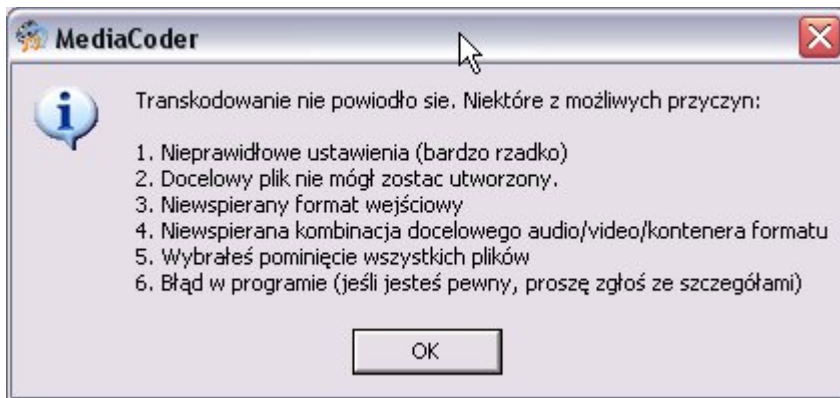 MediaCoder
Transkodowanie nie powiodło sie. Niektóre z możliwych przyczyn:
1. Nieprawidłowe ustawienia (bardzo rzadko)
2. Docelowy plik nie mógł zostac utworzony.
3. Niewspierany format wejściowy
4. Niewspierana kombinacja docelowego audio/video/kontenera formatu
5. Wybrałeś pominięcie wszystkich plików
6. Błąd w programie (jeśli jesteś pewny, proszę zgłoś ze szczegółami)
OK